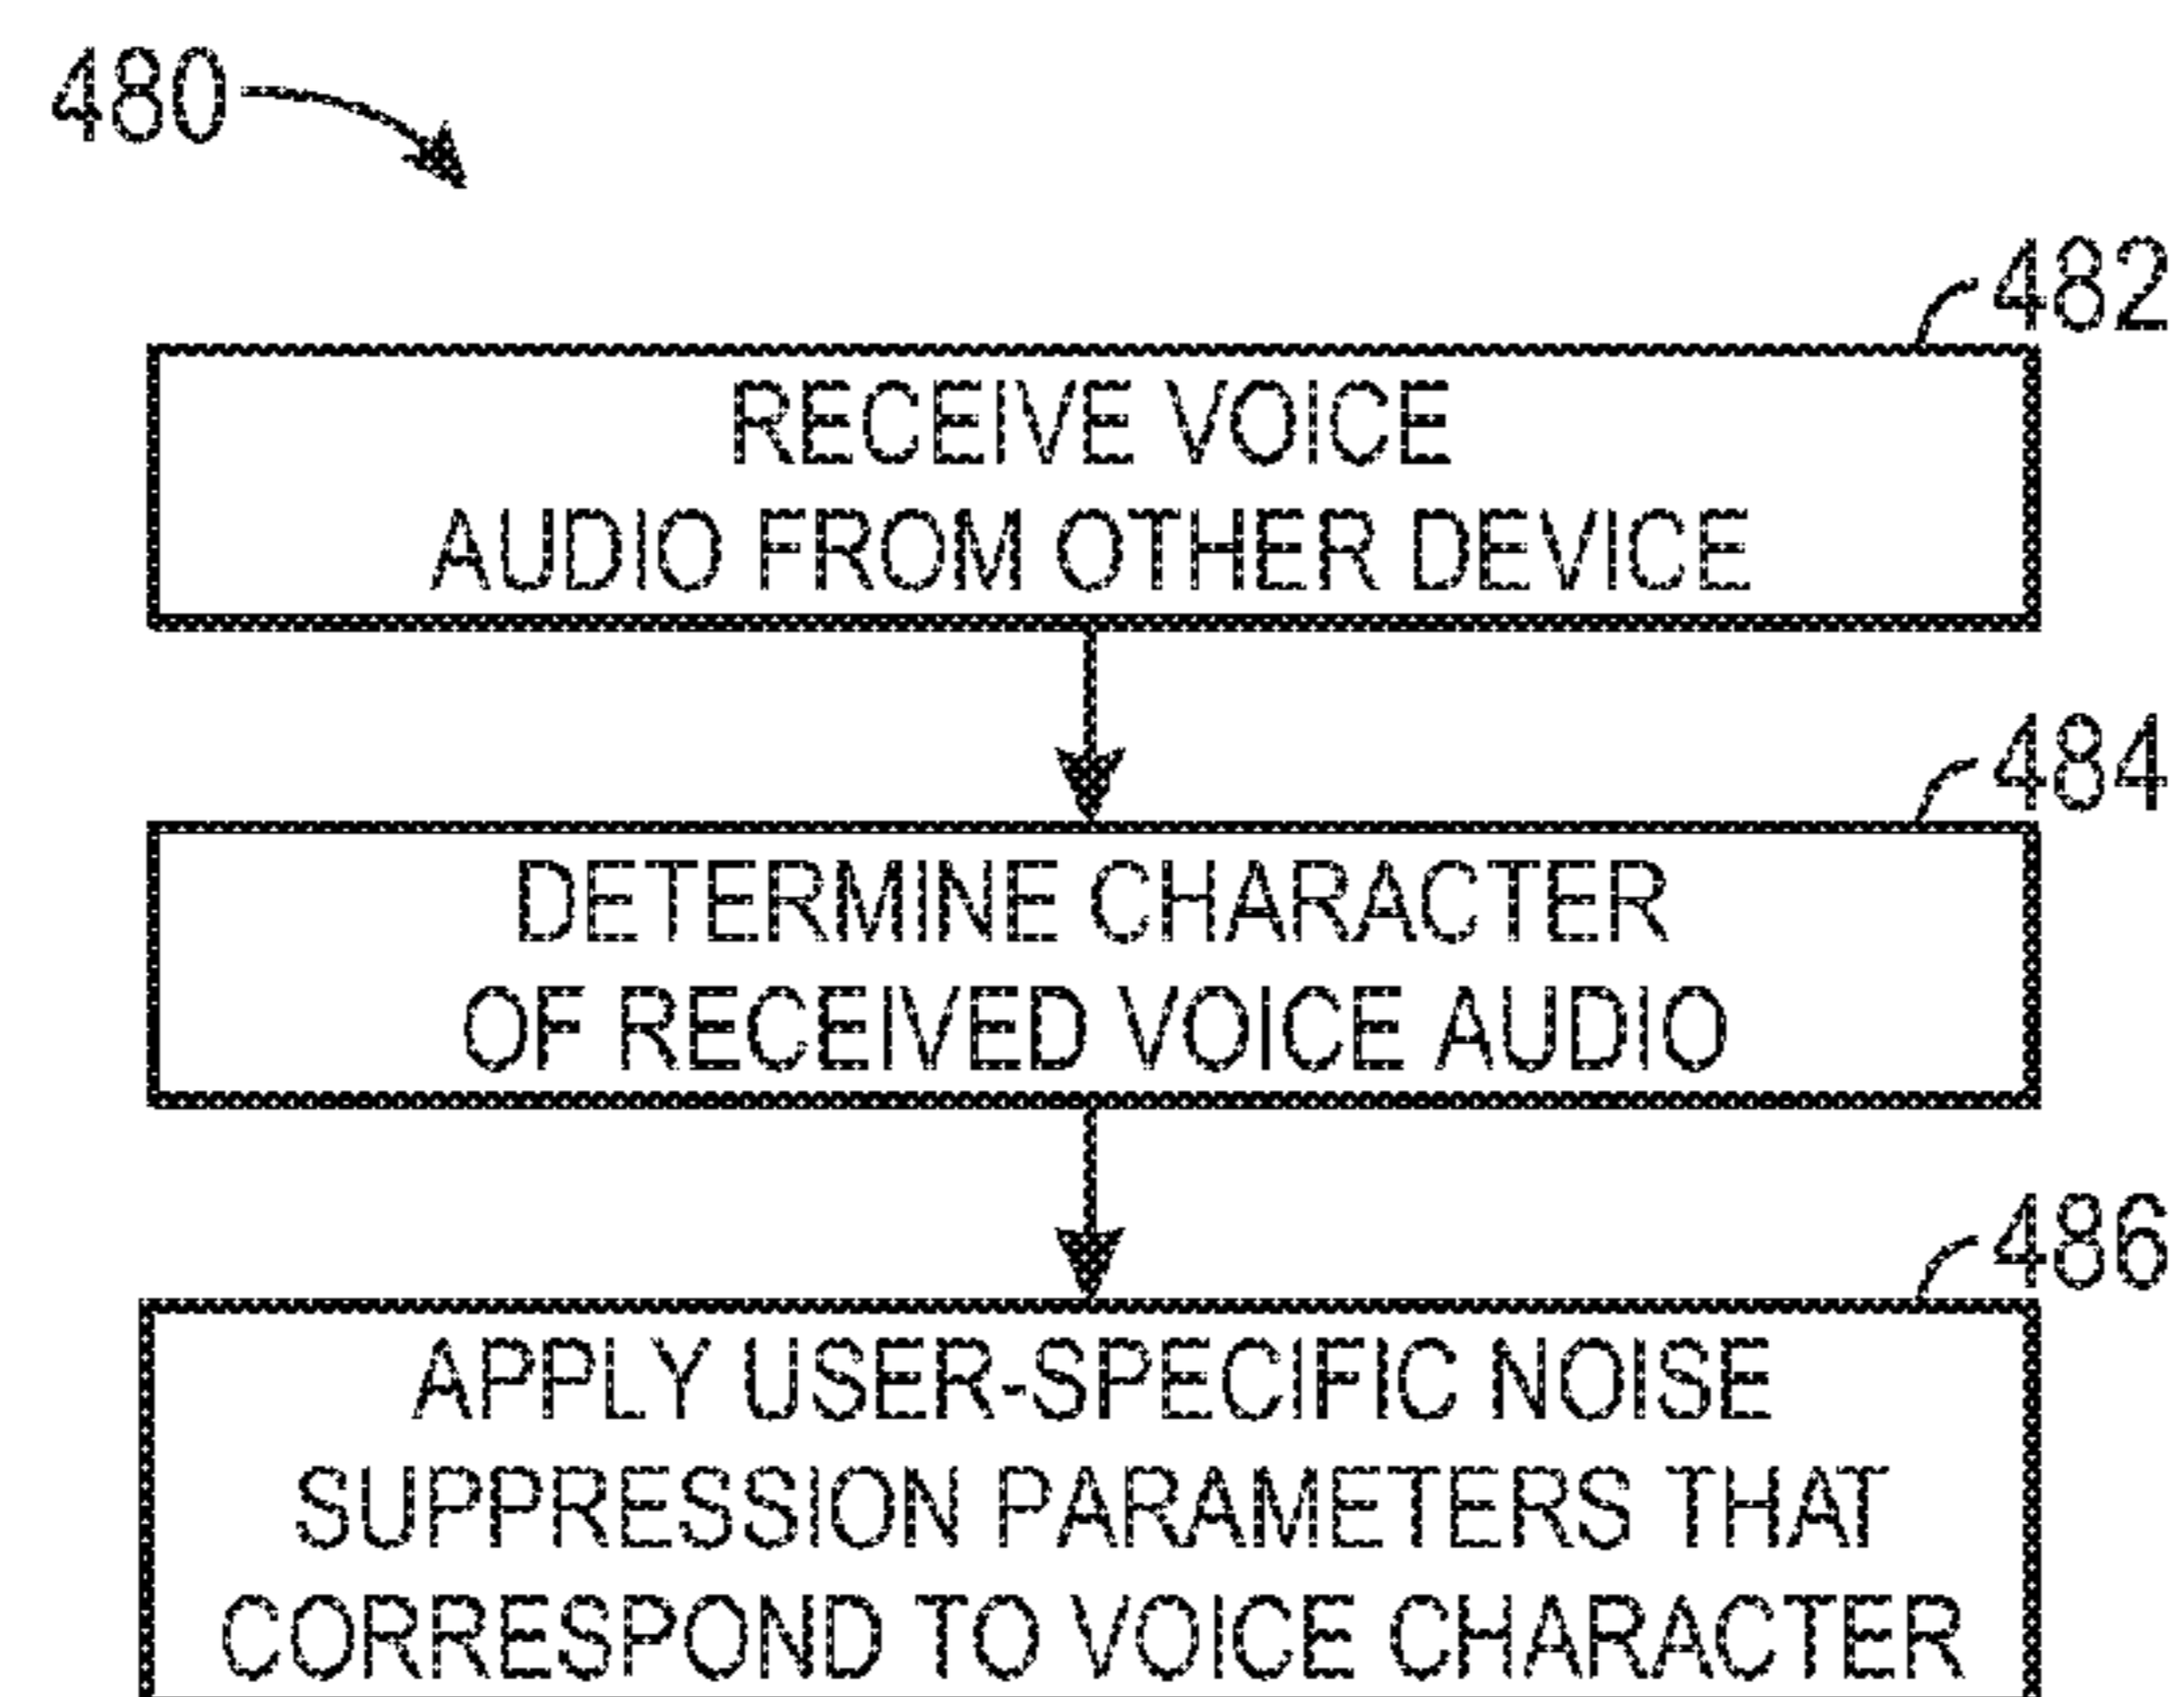 480
482
RECEIVE VOICE
AUDIO FROM OTHER DEVICE
484
DETERMINE CHARACTER
OF RECEIVED VOICE AUDIO
486
APPLY USER-SPECIFIC NOISE
SUPPRESSION PARAMETERS THAT
CORRESPOND TO VOICE CHARACTER